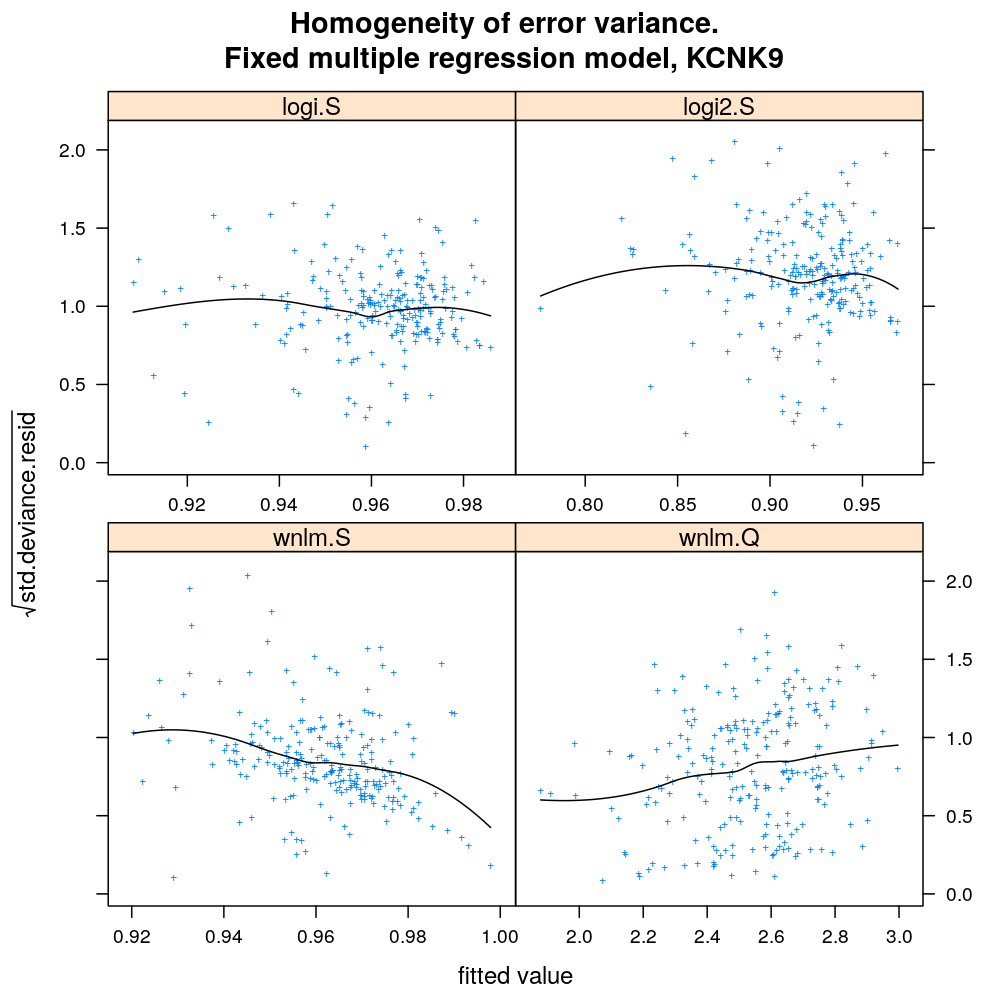 Homogeneity of error variance.
Fixed multiple regression model, KCNK9
logi.S
logi2.S
2.0
1.5
1.0
0.5
0.0
0.92 0.94 0.96 0.98
0.80 0.85 0.90 0.95
√std.deviance.resid
wnlm.S
wnlm.Q
2.0
1.5
1.0
0.5
0.0
0.92 0.94 0.96 0.98 1.00
2.0 2.2 2.4 2.6 2.8 3.0
fitted value